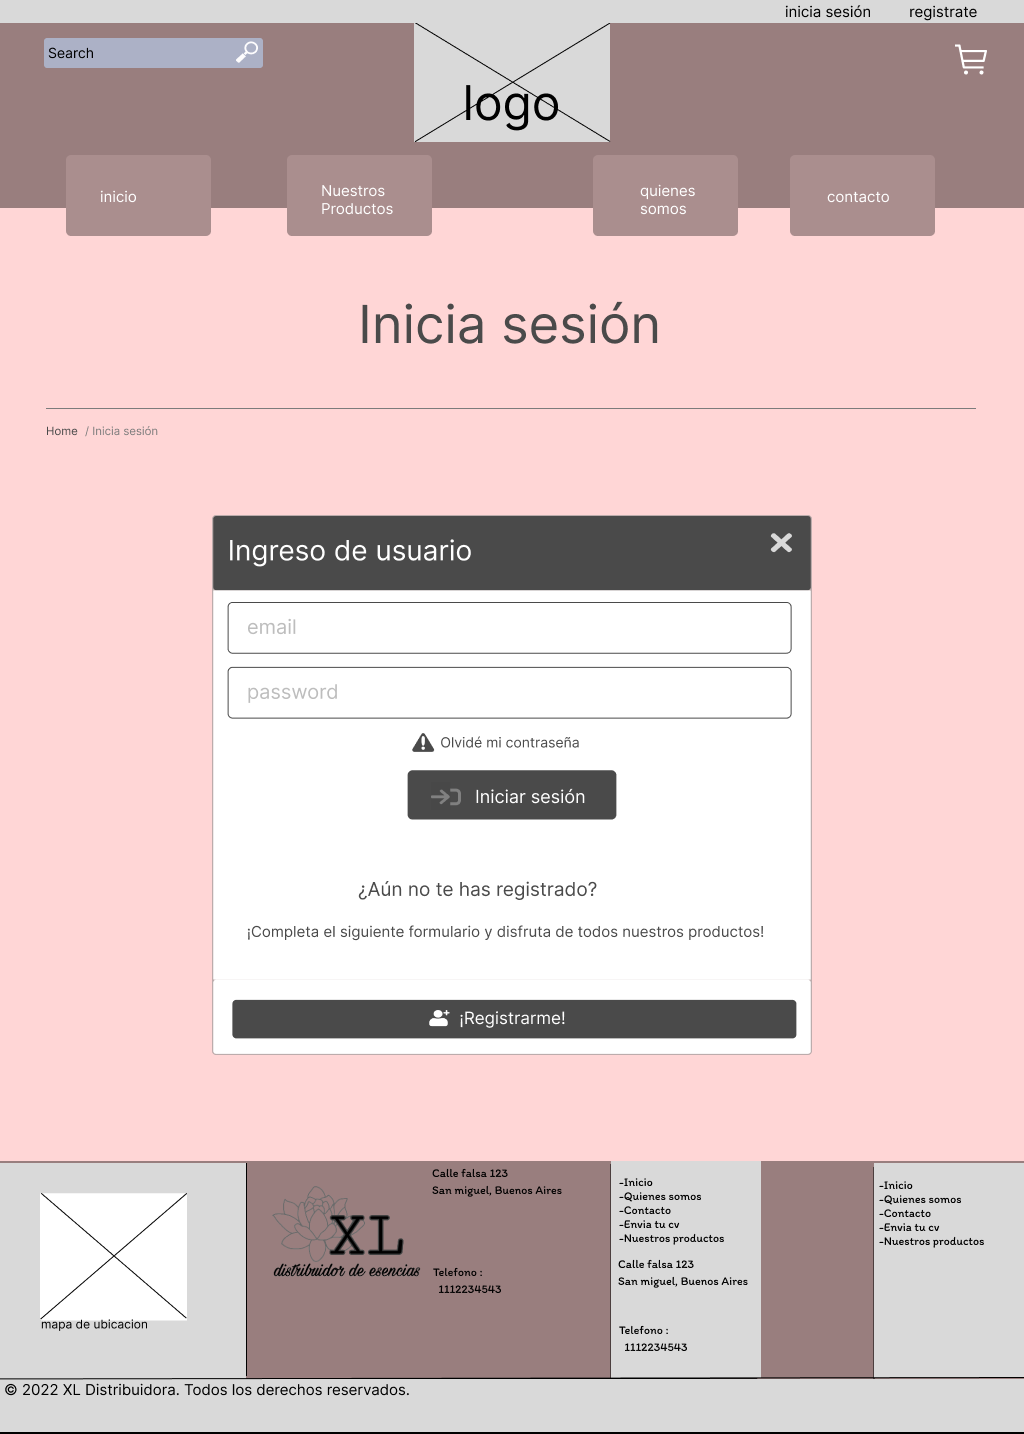 inicia sesión registrate
Search
logo
inicio
Nuestros
Productos
quienes
somos
contacto
Inicia sesión
Home / Inicia sesión
Ingreso de usuario
email
password
Olvidé mi contraseña
Iniciar sesión
¿Aún no te has registrado?
¡Completa el siguiente formulario y disfruta de todos nuestros productos!
¡Registrarme!
mapa de ubicacion
XL
distribuidor de esencias
Calle falsa 123
San miguel, Buenos Aires
Telefono :
1112234543
-Inicio
-Quienes somos
-Contacto
-Envia tu cv
-Nuestros productos
Calle falsa 123
San miguel, Buenos Aires
Telefono :
1112234543
-Inicio
-Quienes somos
-Contacto
-Envia tu cv
-Nuestros productos
© 2022 XL Distribuidora. Todos los derechos reservados.